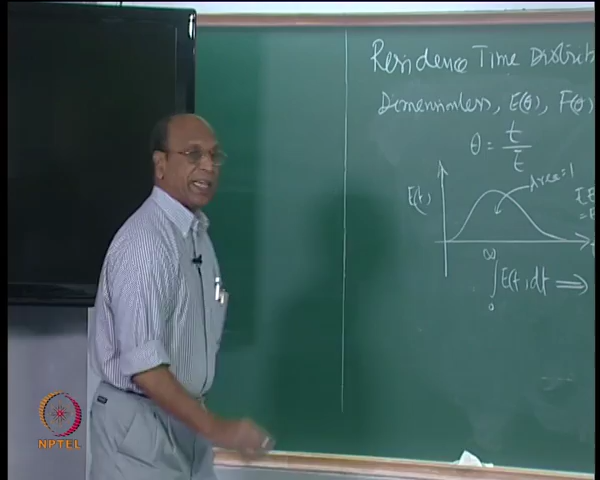 Residence Time Distrib
Dimensionless, E(θ), F(θ)
θ = t / t̄
Area = 1
E(t)
∫₀^∞ E(t) dt ⇒
NPTEL